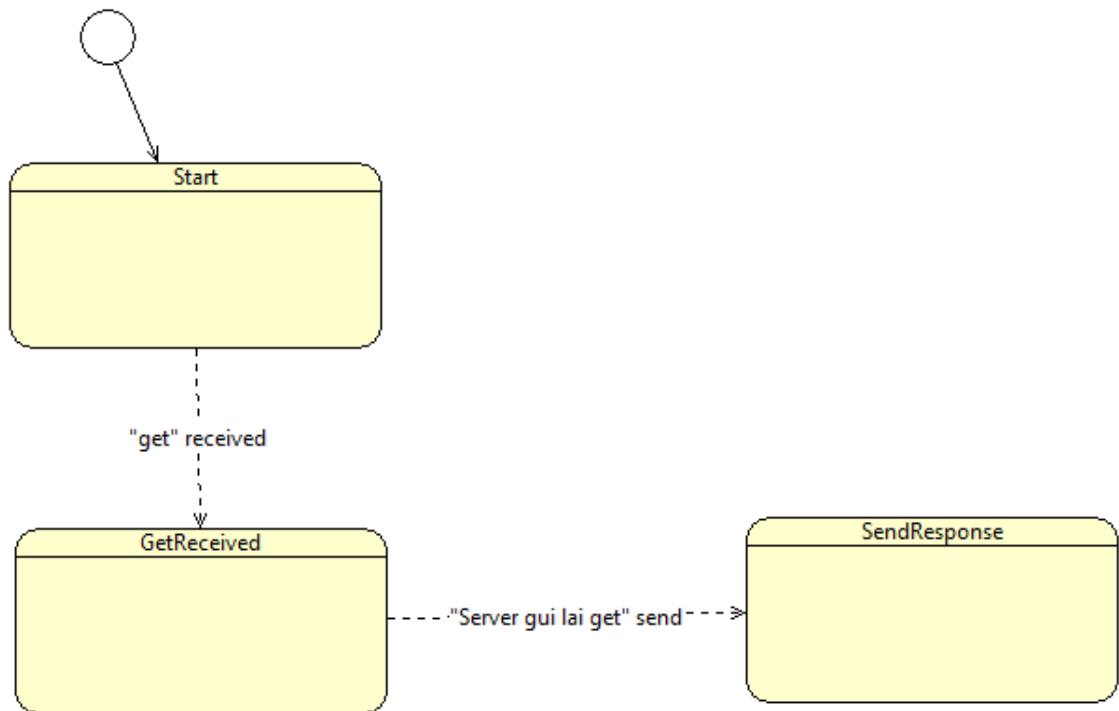 Start
"get" received
GetReceived
"Server gui lai get" send
SendResponse